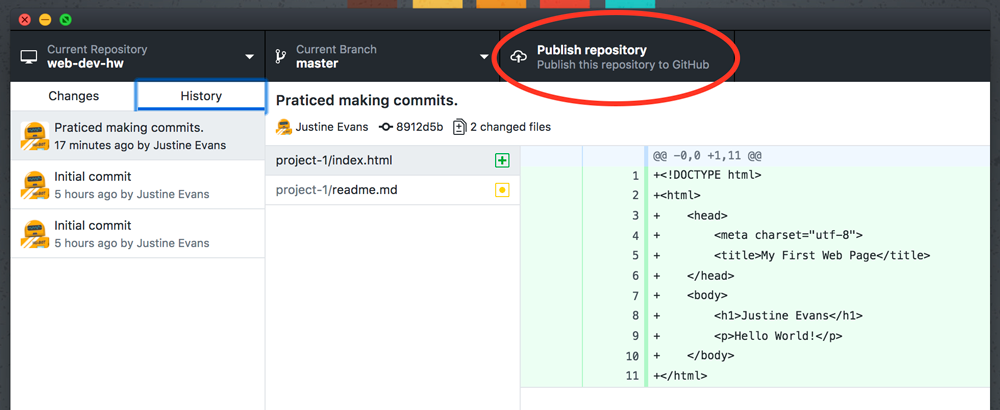 Current Repository
web-dev-hw
Current Branch
master
Publish repository
Publish this repository to GitHub
Changes
History
Praticed making commits.
17 minutes ago by Justine Evans
Initial commit
5 hours ago by Justine Evans
Initial commit
5 hours ago by Justine Evans
Praticed making commits.
Justine Evans 8912d5b 2 changed files
project-1/index.html
project-1/readme.md
@@ -0,0 +1,11 @@
1 +<!DOCTYPE html>
2 +<html>
3 + <head>
4 + <meta charset="utf-8">
5 + <title>My First Web Page</title>
6 + </head>
7 + <body>
8 + <h1>Justine Evans</h1>
9 + <p>Hello World!</p>
10 + </body>
11 +</html>